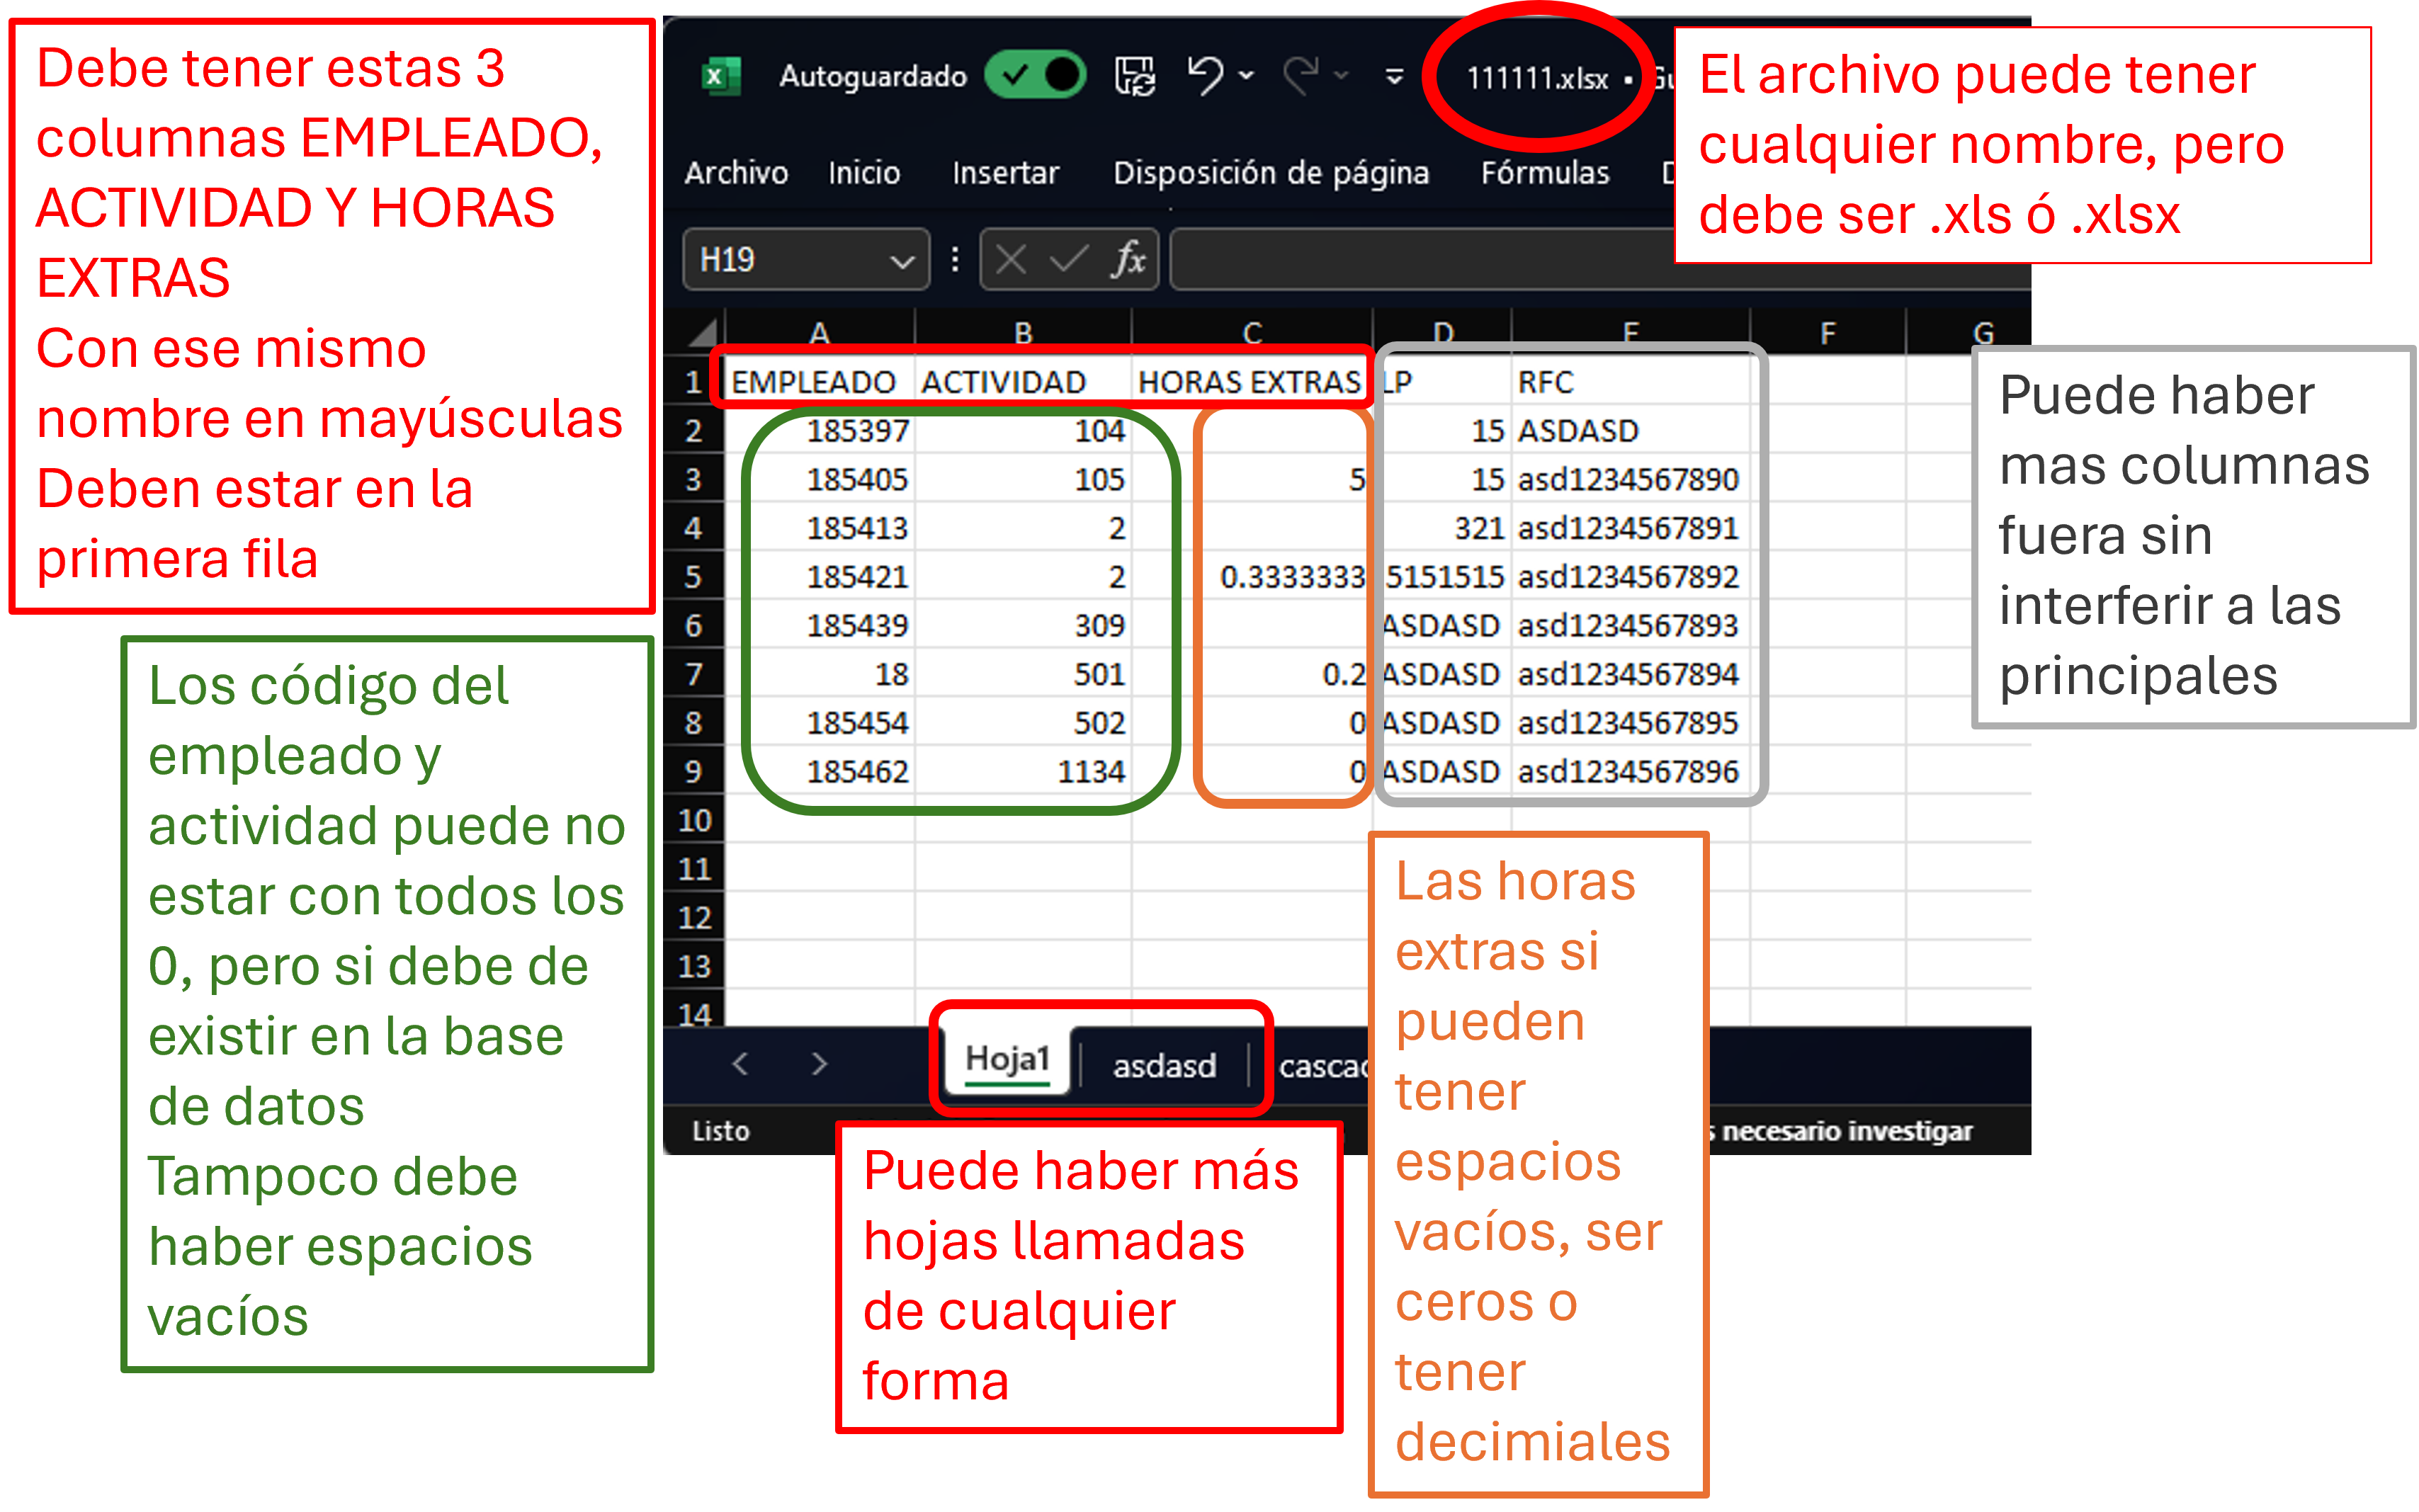 Debe tener estas 3
columnas EMPLEADO,
ACTIVIDAD Y HORAS
EXTRAS
Con ese mismo
nombre en mayúsculas
Deben estar en la
primera fila
Los código del
empleado y
actividad puede no
estar con todos los
0, pero si debe de
existir en la base
de datos
Tampoco debe
haber espacios
vacíos
Autoguardado
111111.xlsx •
El archivo puede tener
cualquier nombre, pero
debe ser .xls ó .xlsx
Archivo Inicio Insertar Disposición de página Fórmulas
H19 fx
A B C D E F G
1 EMPLEADO ACTIVIDAD HORAS EXTRAS LP RFC
2 185397 104 15 ASDASD
3 185405 105 5 15 asd1234567890
4 185413 2 321 asd1234567891
5 185421 2 0.3333333 5151515 asd1234567892
6 185439 309 ASDASD asd1234567893
7 18 501 0.2 ASDASD asd1234567894
8 185454 502 0 ASDASD asd1234567895
9 185462 1134 0 ASDASD asd1234567896
10
11
12
13
14
Puede haber
mas columnas
fuera sin
interferir a las
principales
Hoja1 asdasd
Listo
necesario investigar
Puede haber más
hojas llamadas
de cualquier
forma
Las horas
extras si
pueden
tener
espacios
vacíos, ser
ceros o
tener
decimiales